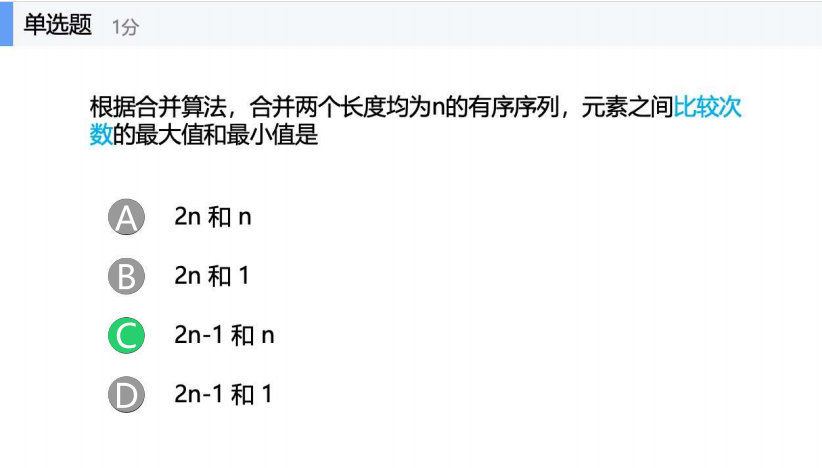 单选题 1分
根据合并算法，合并两个长度均为n的有序序列，元素之间比较次
数的最大值和最小值是
A 2n 和 n
B 2n 和 1
C 2n-1 和 n
D 2n-1 和 1